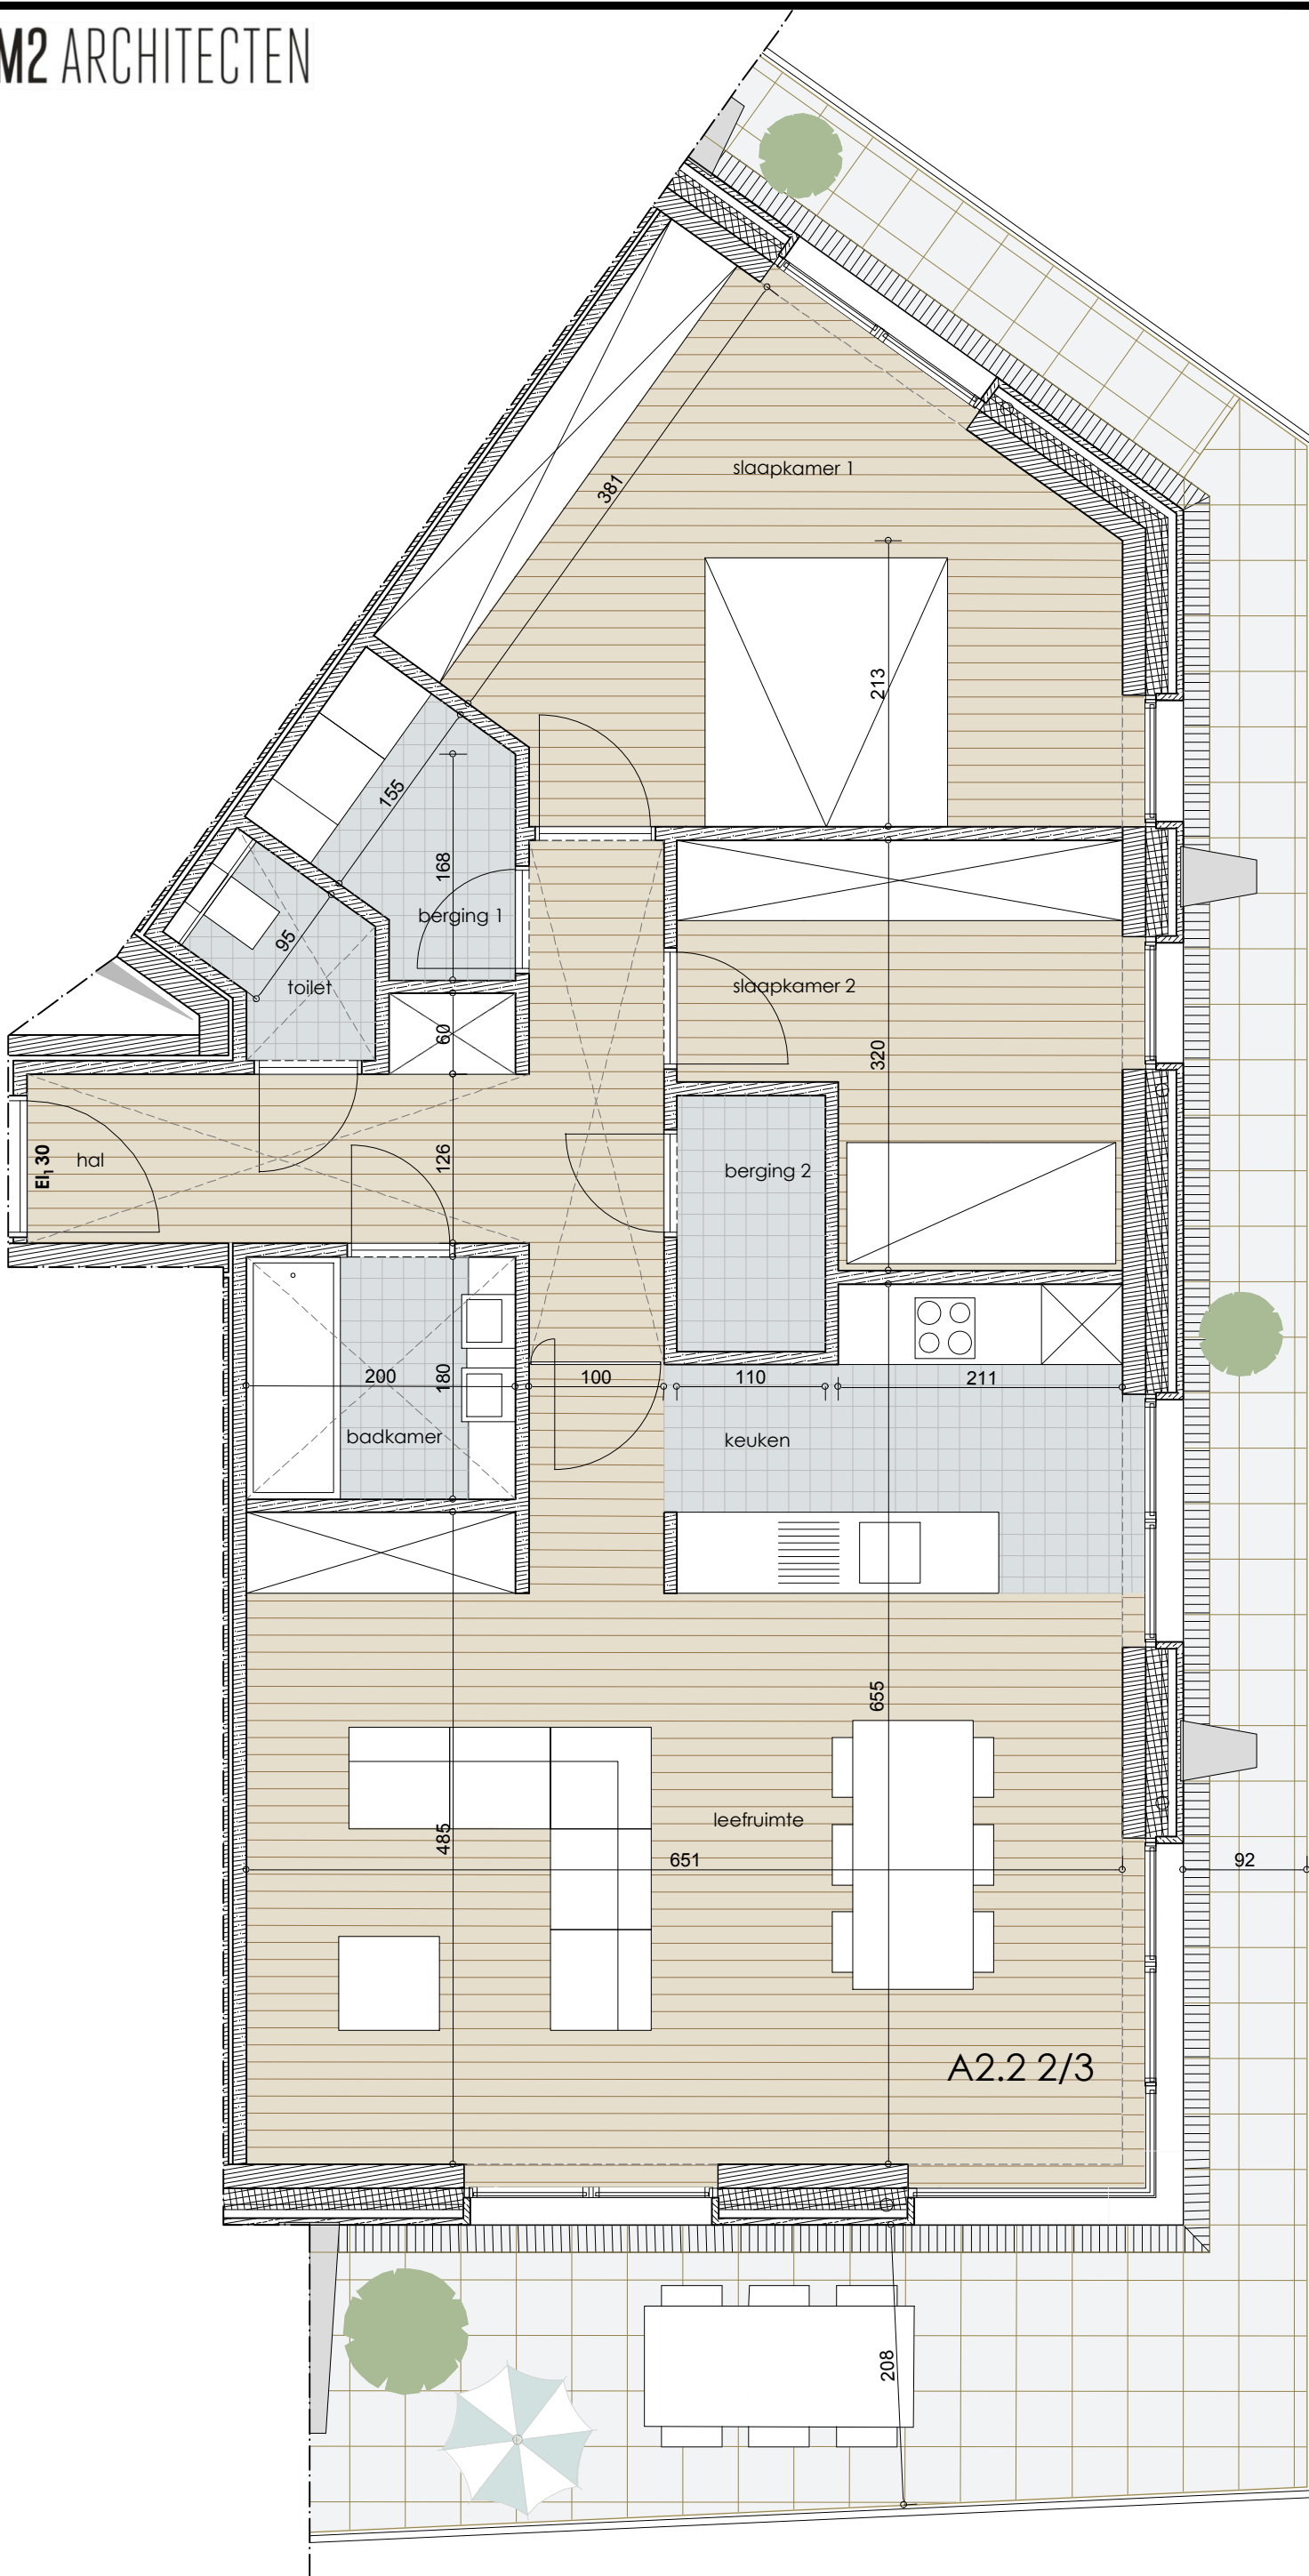 M2 ARCHITECTEN
slaapkamer 1
381
213
155
168
berging 1
95
toilet
slaapkamer 2
60
320
EI₁ 30
hal
126
berging 2
200
180
100
110
211
badkamer
keuken
655
leefruimte
485
651
92
A2.2 2/3
208